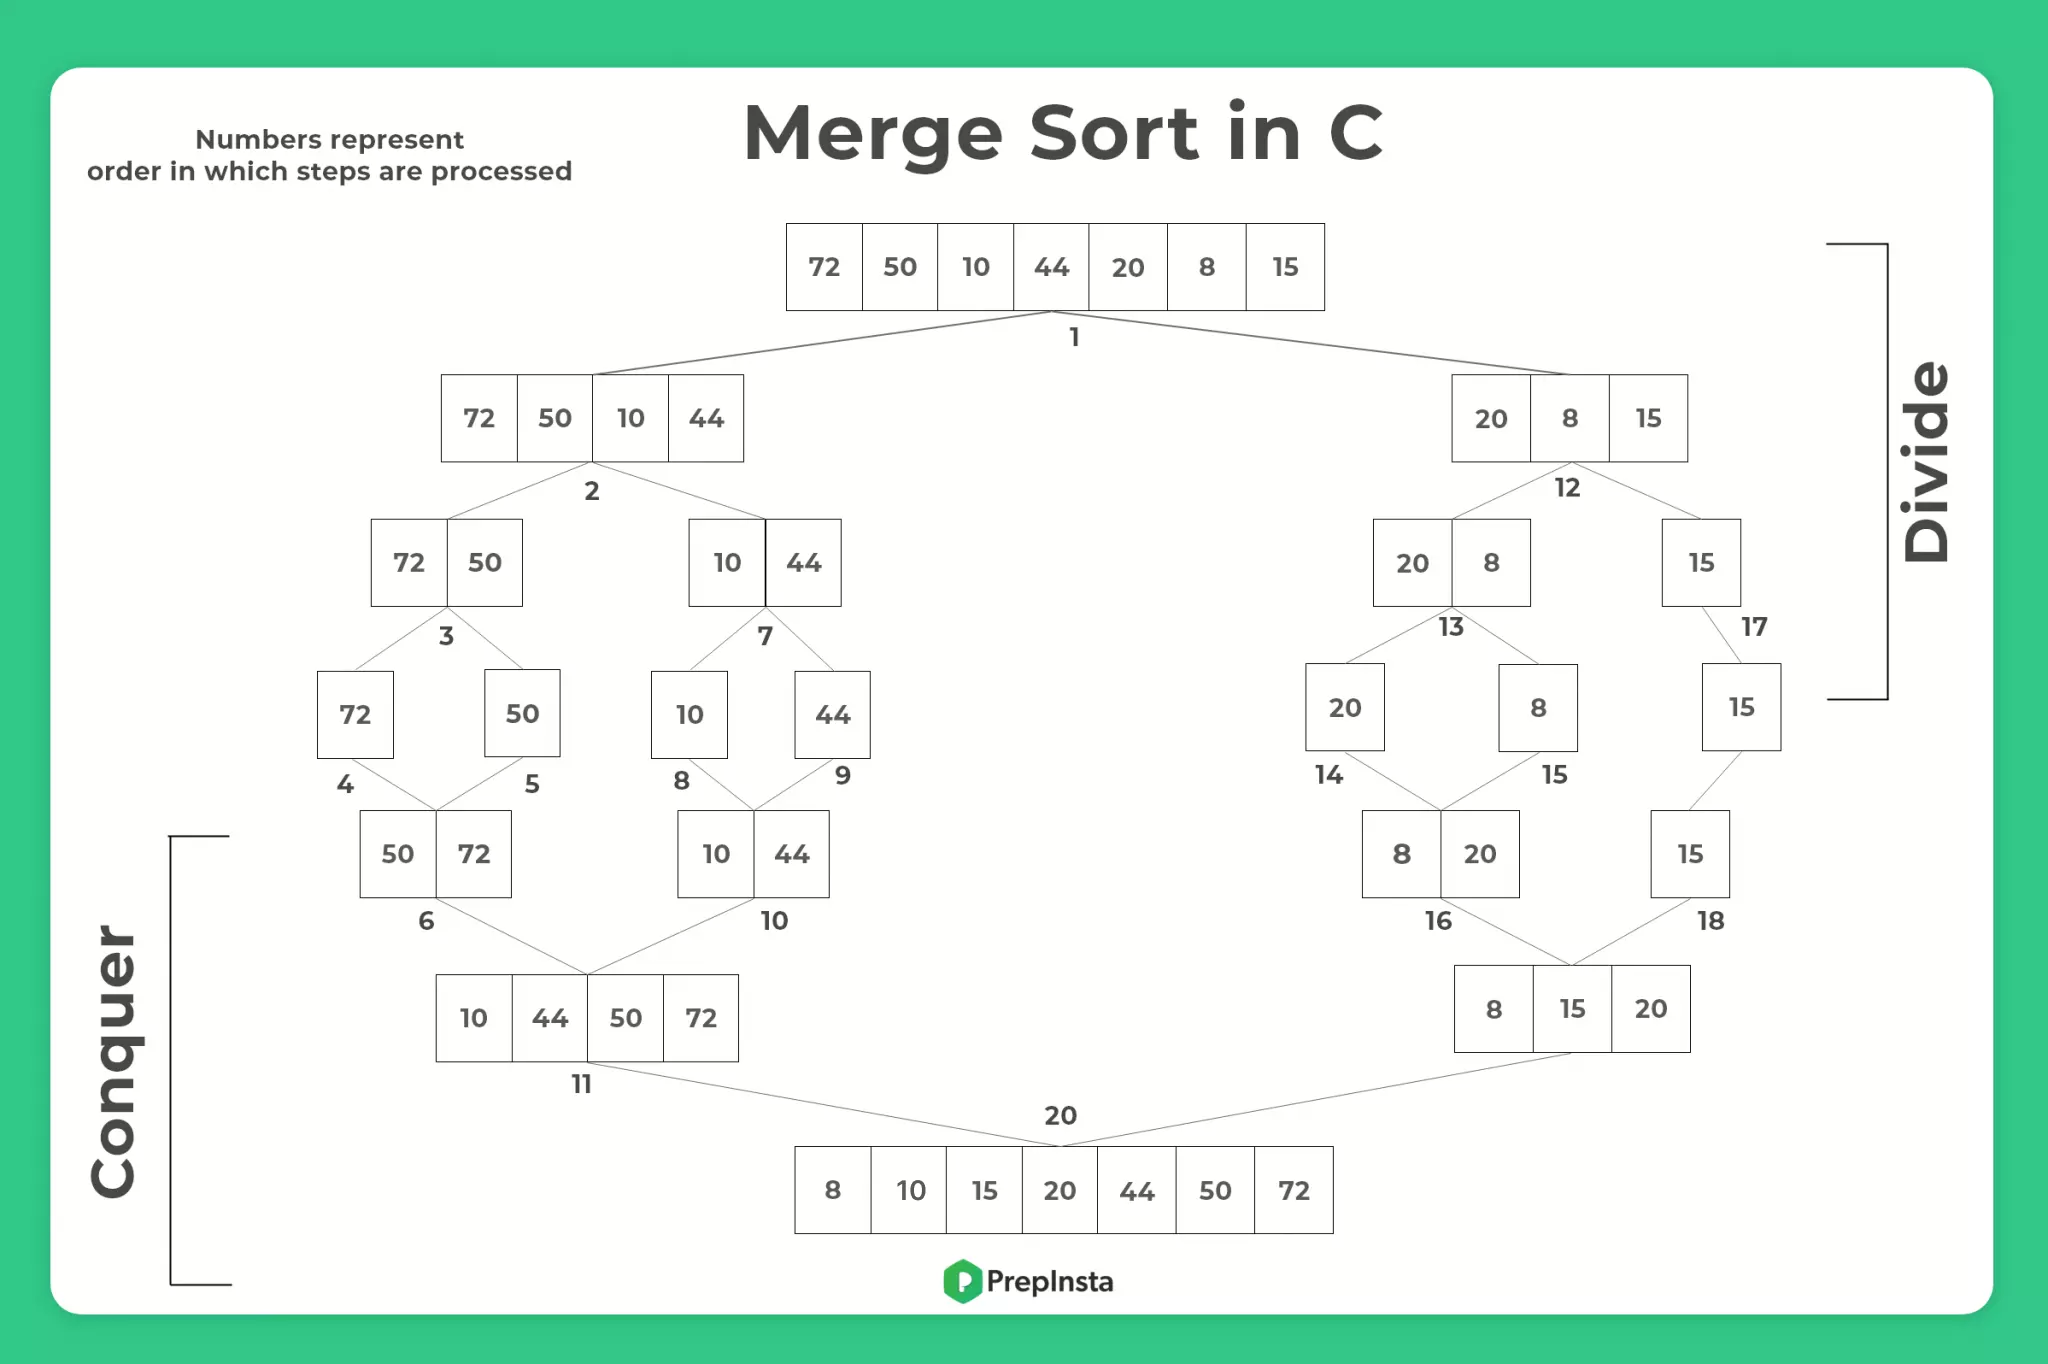 Numbers represent
order in which steps are processed
Merge Sort in C
72 50 10 44 20 8 15
1
72 50 10 44
20 8 15
2
12
72 50
10 44
20 8
15
3
7
13
17
72
50
10
44
20
8
15
4
5
8
9
14
15
50 72
10 44
8 20
15
6
10
16
18
10 44 50 72
8 15 20
11
20
8 10 15 20 44 50 72
Divide
Conquer
PrepInsta